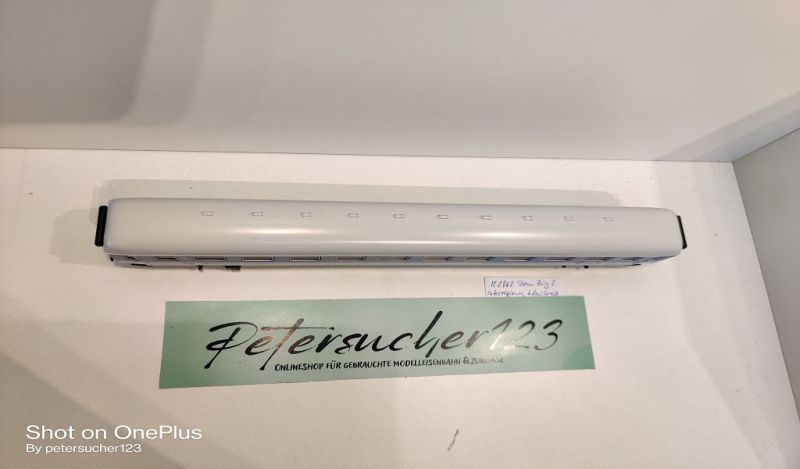 Petersucher123
ONLINESHOP FÜR GEBRAUCHTE MODELLEISENBAHN & ZUBEHÖR
Shot on OnePlus
By petersucher123